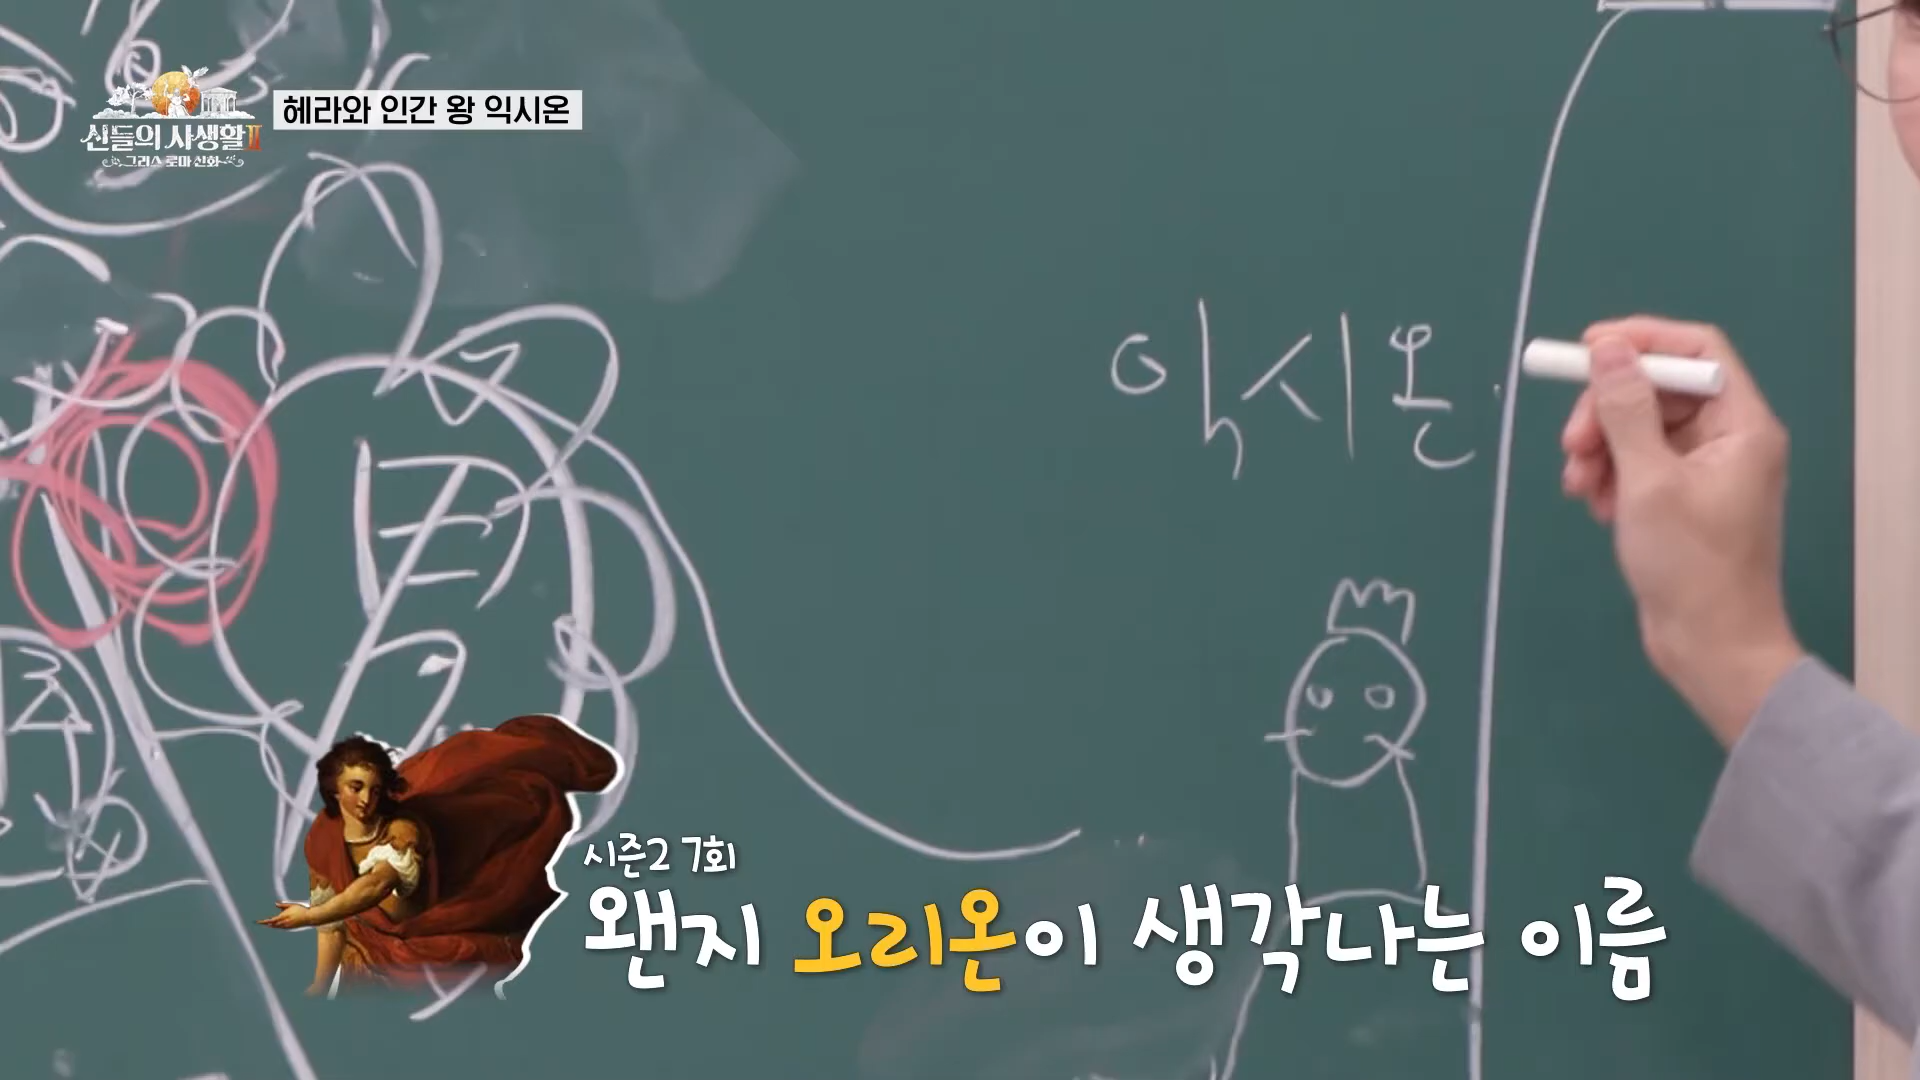 신들의 사생활 II
그리스 로마 신화
헤라와 인간 왕 익시온
익시온
시즌2 7회
왠지 오리온이 생각나는 이름